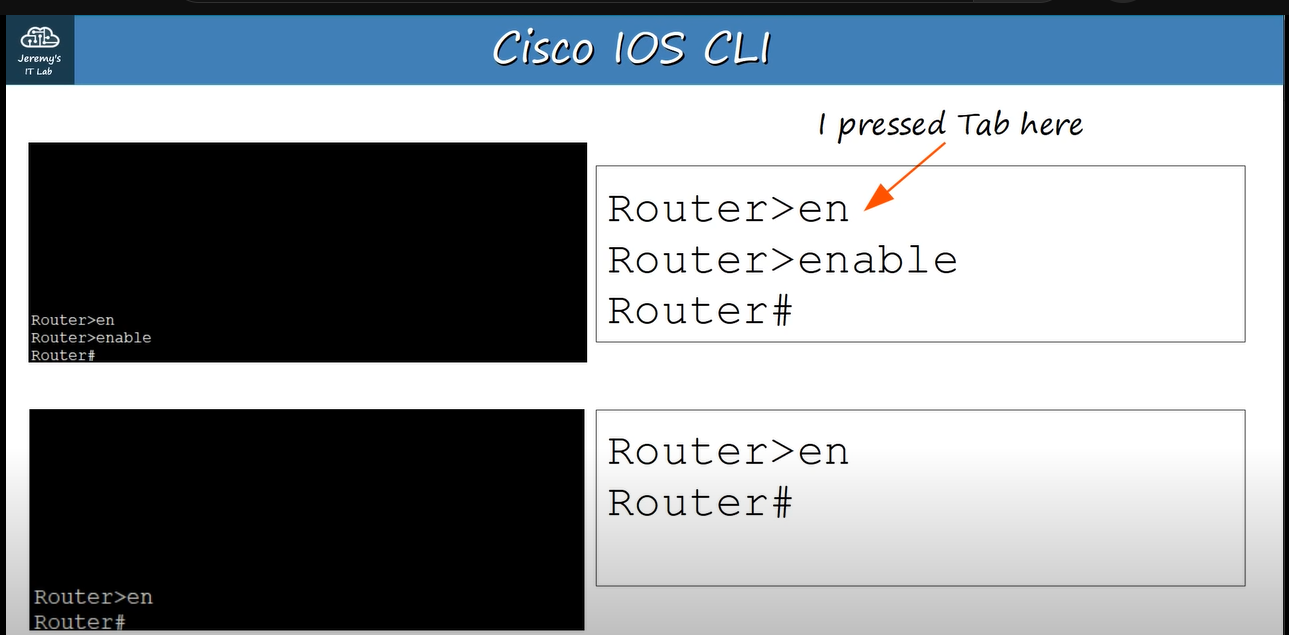 Jeremy's
IT Lab
Cisco IOS CLI
I pressed Tab here
Router>en
Router>enable
Router#
Router>en
Router>enable
Router#
Router>en
Router#
Router>en
Router#